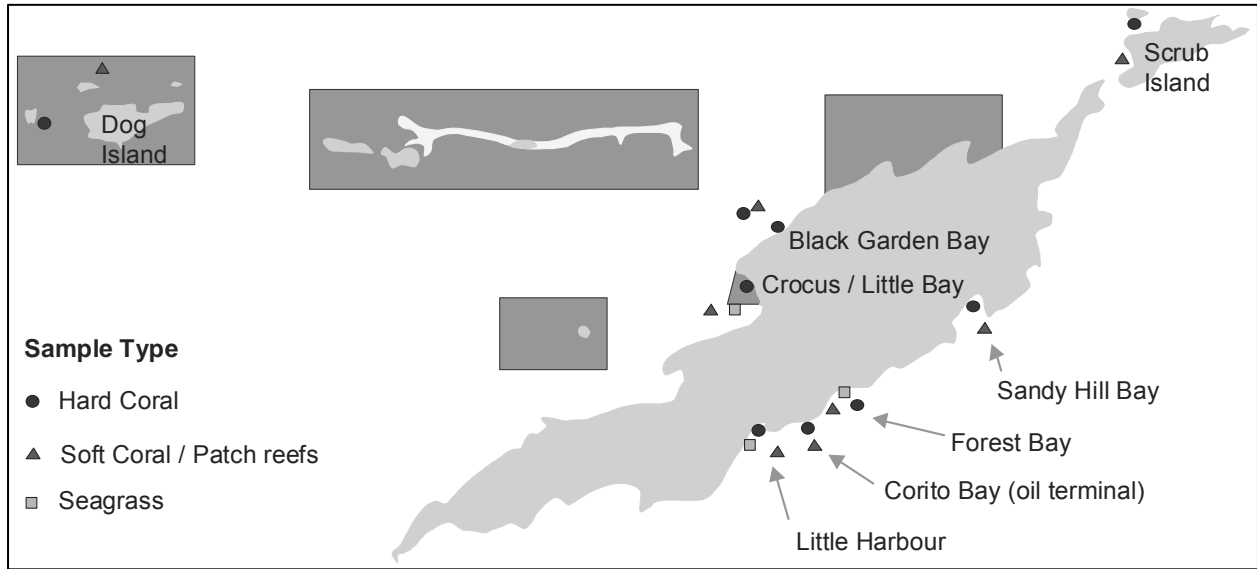 Scrub
Island
Dog
Island
Black Garden Bay
Crocus / Little Bay
Sample Type
Hard Coral
Soft Coral / Patch reefs
Seagrass
Sandy Hill Bay
Forest Bay
Corito Bay (oil terminal)
Little Harbour